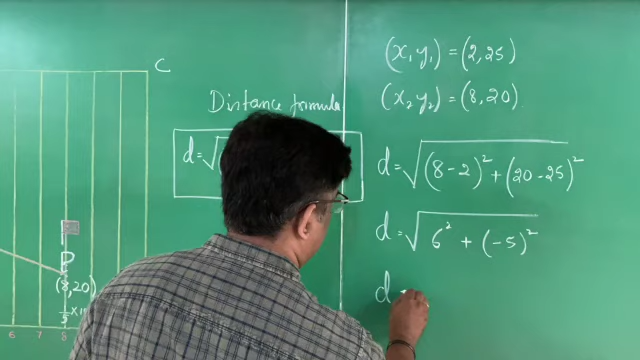 C
Distance formula
d = √(
P
(8,20)
6 7 8
(x₁ y₁) = (2,25)
(x₂ y₂) = (8,20)
d = √(8-2)² + (20-25)²
d = √6² + (-5)²
d